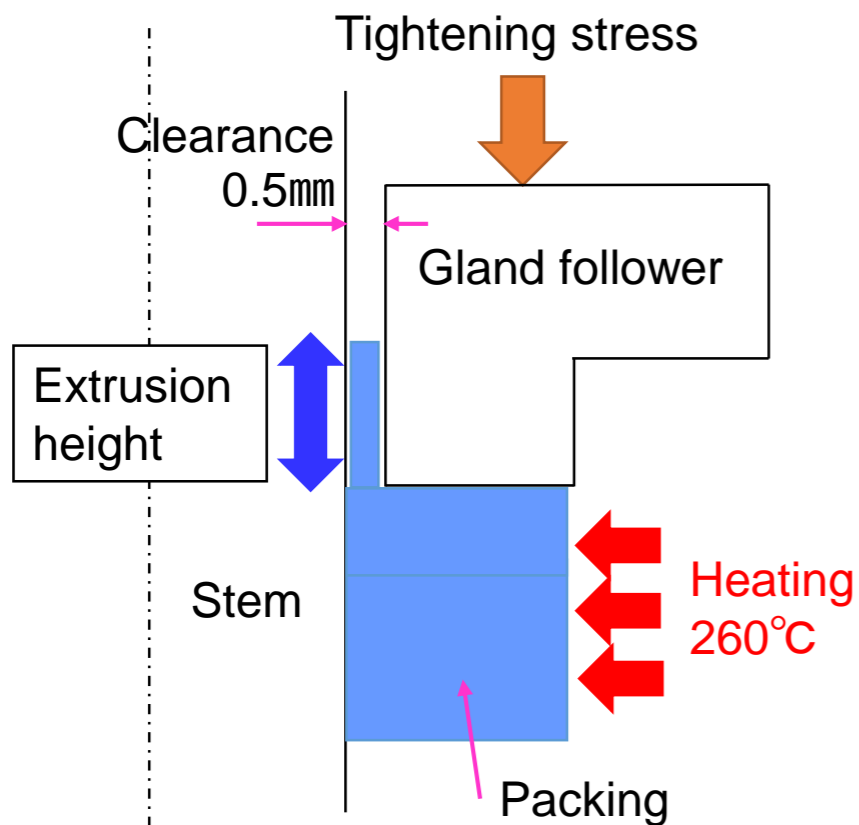 Tightening stress
Clearance
0.5㎜
Gland follower
Extrusion
height
Stem
Heating
260℃
Packing